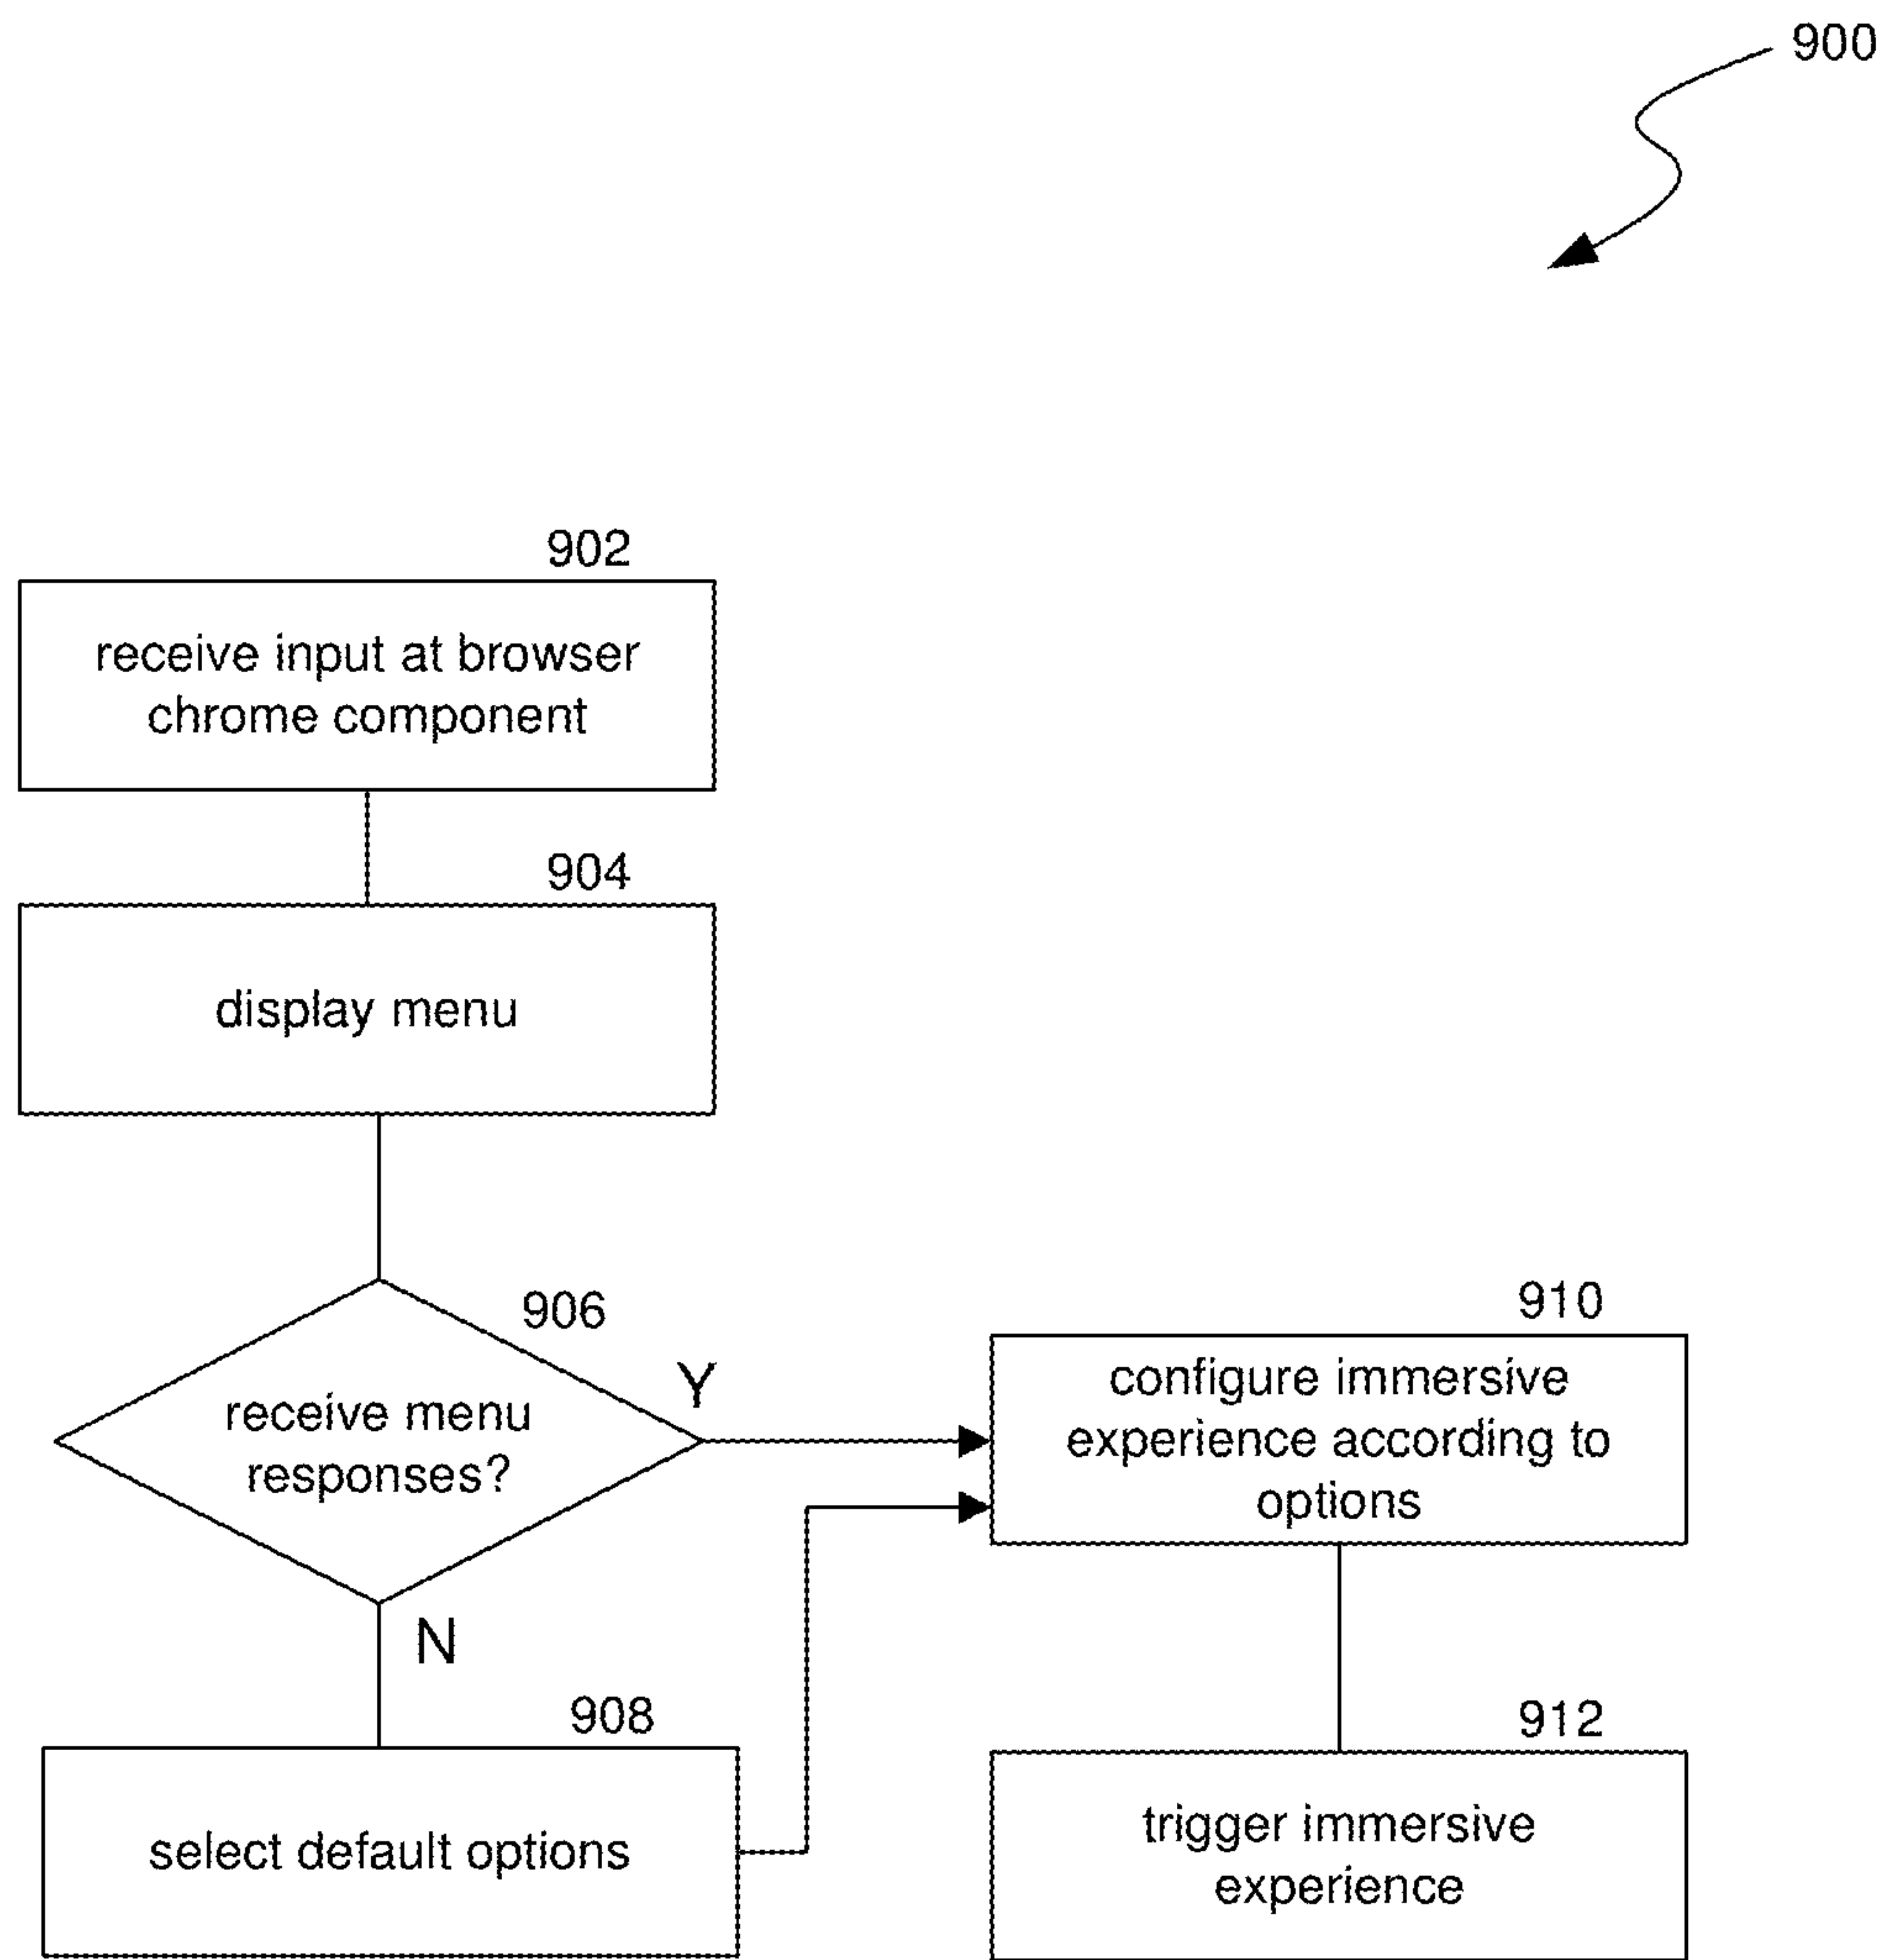 900
902
receive input at browser
chrome component
904
display menu
906
receive menu
responses?
Y
N
908
select default options
910
configure immersive
experience according to
options
912
trigger immersive
experience